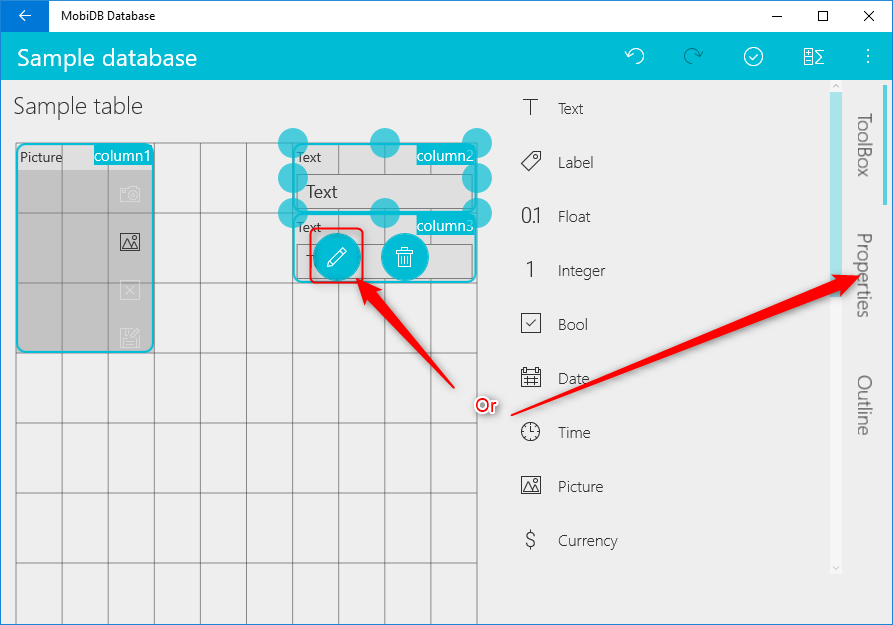 MobiDB Database
Sample database
Sample table
Picture
column1
Text
column2
Text
Text
column3
Text
Label
0.1
Float
1
Integer
Bool
Date
Time
Picture
$
Currency
ToolBox
Properties
Outline
Or